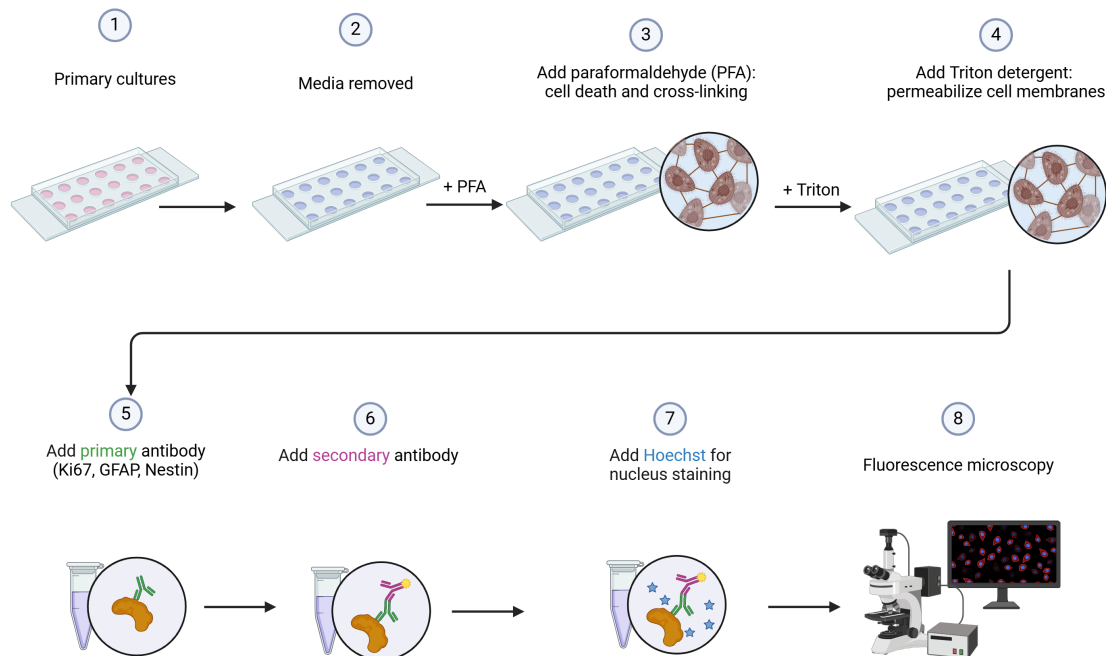 1
Primary cultures
2
Media removed
3
Add paraformaldehyde (PFA):
cell death and cross-linking
4
Add Triton detergent:
permeabilize cell membranes
+ PFA
+ Triton
5
Add primary antibody
(Ki67, GFAP, Nestin)
6
Add secondary antibody
7
Add Hoechst for
nucleus staining
8
Fluorescence microscopy